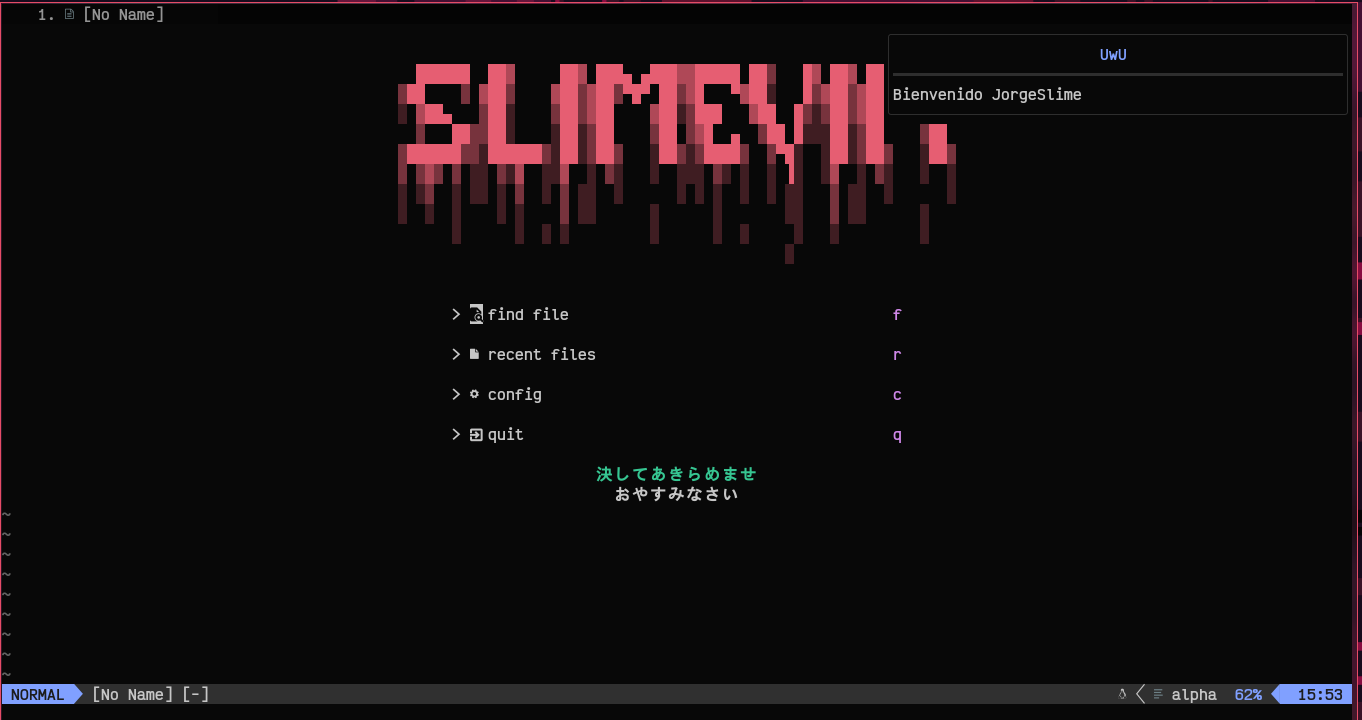 1. [No Name]
UwU
Bienvenido JorgeSlime
SLIMEVIM
> find file f
> recent files r
> config c
> quit q
決してあきらめませ
おやすみなさい
~
~
~
~
~
~
~
~
~
NORMAL [No Name] [-] alpha 62% 15:53